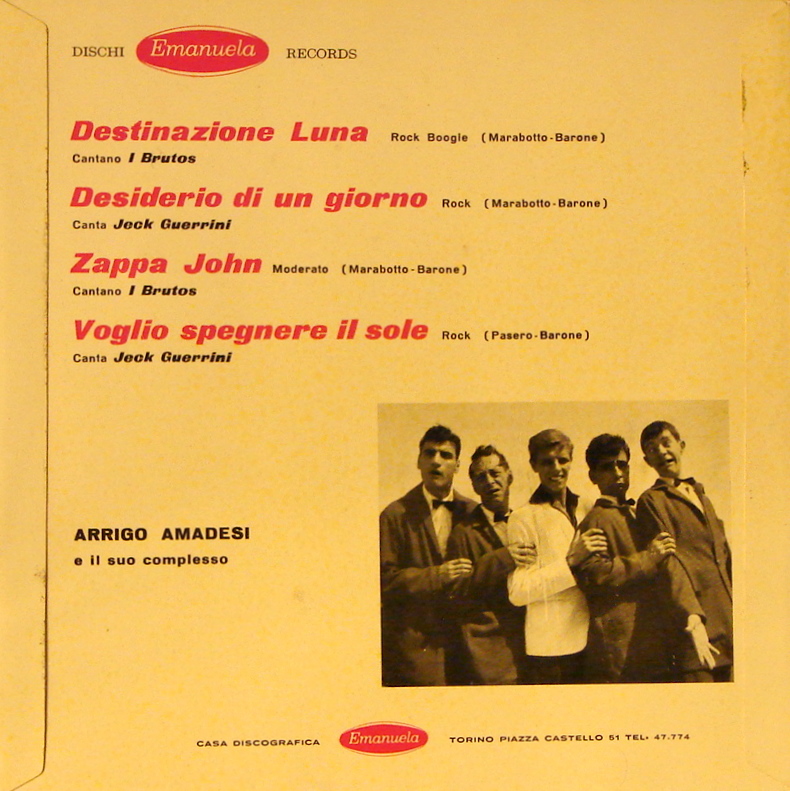 DISCHI Emanuela RECORDS
Destinazione Luna Rock Boogle (Marabotto-Barone)
Cantano I Brutos
Desiderio di un giorno Rock (Marabotto-Barone)
Canta Jeck Guerrini
Zappa John Moderato (Marabotto-Barone)
Cantano I Brutos
Voglio spegnere il sole Rock (Pasero-Barone)
Canta Jeck Guerrini
ARRIGO AMADESI
e il suo complesso
CASA DISCOGRAFICA Emanuela TORINO PIAZZA CASTELLO 51 TEL. 47.774